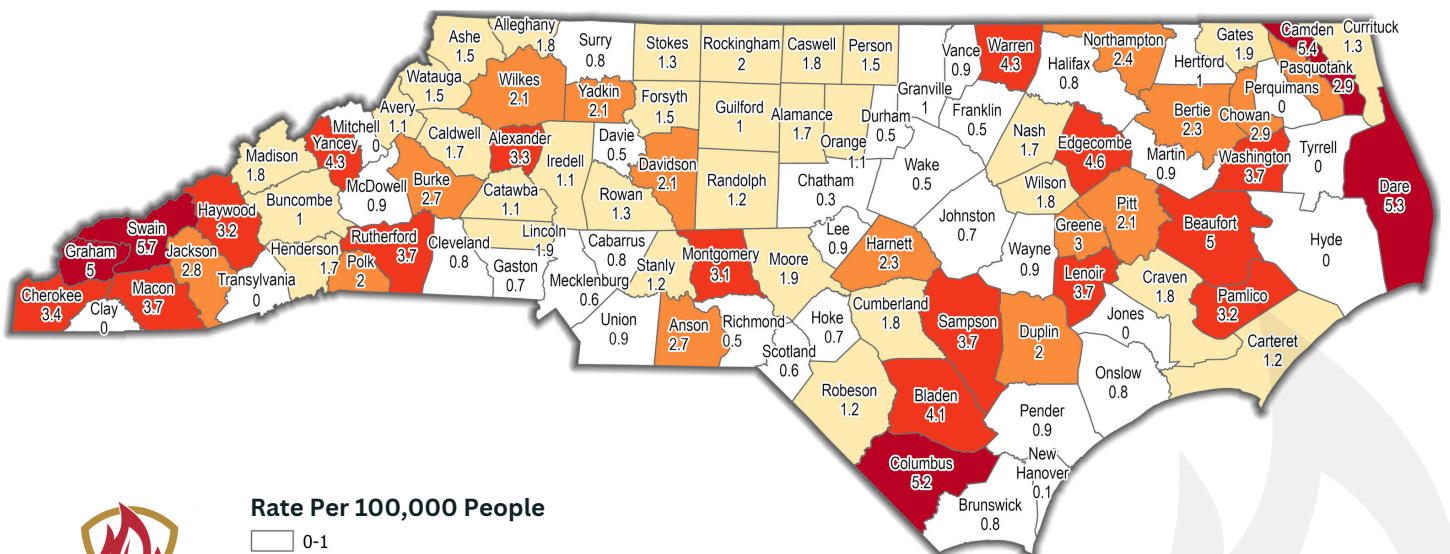 Alleghany
1.8
Ashe
1.5
Surry
0.8
Stokes
1.3
Rockingham
2
Caswell
1.8
Person
1.5
Vance
0.9
Warren
4.3
Northampton
2.4
Gates
1.9
Camden
5.4
Currituck
1.3
Watauga
1.5
Wilkes
2.1
Yadkin
2.1
Forsyth
1.5
Guilford
1
Alamance
1.7
Orange
1.1
Durham
0.5
Granville
1
Franklin
0.5
Halifax
0.8
Hertford
1
Pasquotank
2.9
Perquimans
0
Chowan
2.9
Bertie
2.3
Avery
1.1
Mitchell
0
Yancey
4.3
Madison
1.8
Caldwell
1.7
Alexander
3.3
Iredell
1.1
Davie
0.5
Davidson
2.1
Randolph
1.2
Chatham
0.3
Wake
0.5
Nash
1.7
Edgecombe
4.6
Martin
0.9
Washington
3.7
Tyrrell
0
Dare
5.3
McDowell
0.9
Burke
2.7
Catawba
1.1
Rowan
1.3
Wilson
1.8
Buncombe
1
Haywood
3.2
Swain
5.7
Graham
5
Jackson
2.8
Cherokee
3.4
Clay
0
Macon
3.7
Transylvania
0
Henderson
1.7
Polk
2
Rutherford
3.7
Cleveland
0.8
Lincoln
1.9
Gaston
0.7
Mecklenburg
0.6
Cabarrus
0.8
Stanly
1.2
Montgomery
3.1
Moore
1.9
Lee
0.9
Harnett
2.3
Johnston
0.7
Wayne
0.9
Greene
3
Pitt
2.1
Beaufort
5
Hyde
0
Lenoir
3.7
Craven
1.8
Pamlico
3.2
Jones
0
Carteret
1.2
Union
0.9
Anson
2.7
Richmond
0.5
Scotland
0.6
Hoke
0.7
Cumberland
1.8
Sampson
3.7
Duplin
2
Onslow
0.8
Robeson
1.2
Bladen
4.1
Pender
0.9
New
Hanover
0.1
Columbus
5.2
Brunswick
0.8
Rate Per 100,000 People
0-1